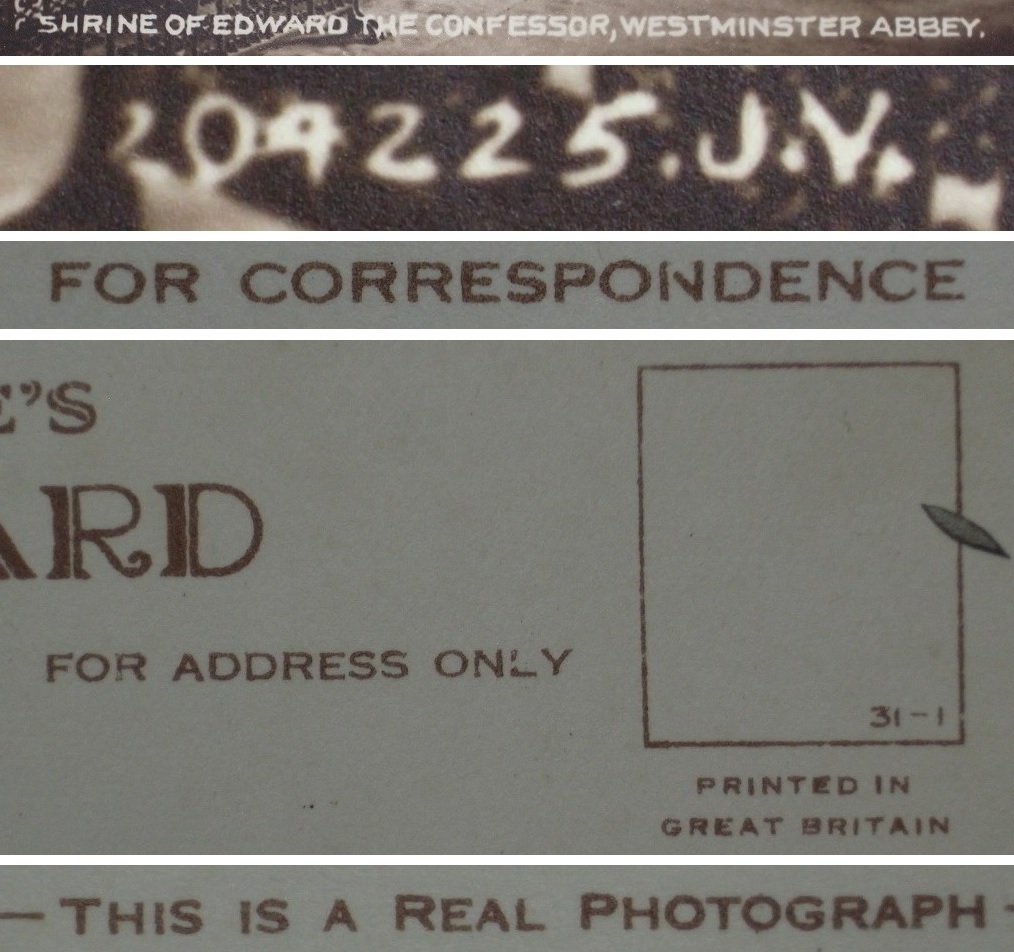 SHRINE OF EDWARD THE CONFESSOR, WESTMINSTER ABBEY.
204225.J.V.
FOR CORRESPONDENCE
E'S
ARD
FOR ADDRESS ONLY
31-1
PRINTED IN
GREAT BRITAIN
— THIS IS A REAL PHOTOGRAPH -